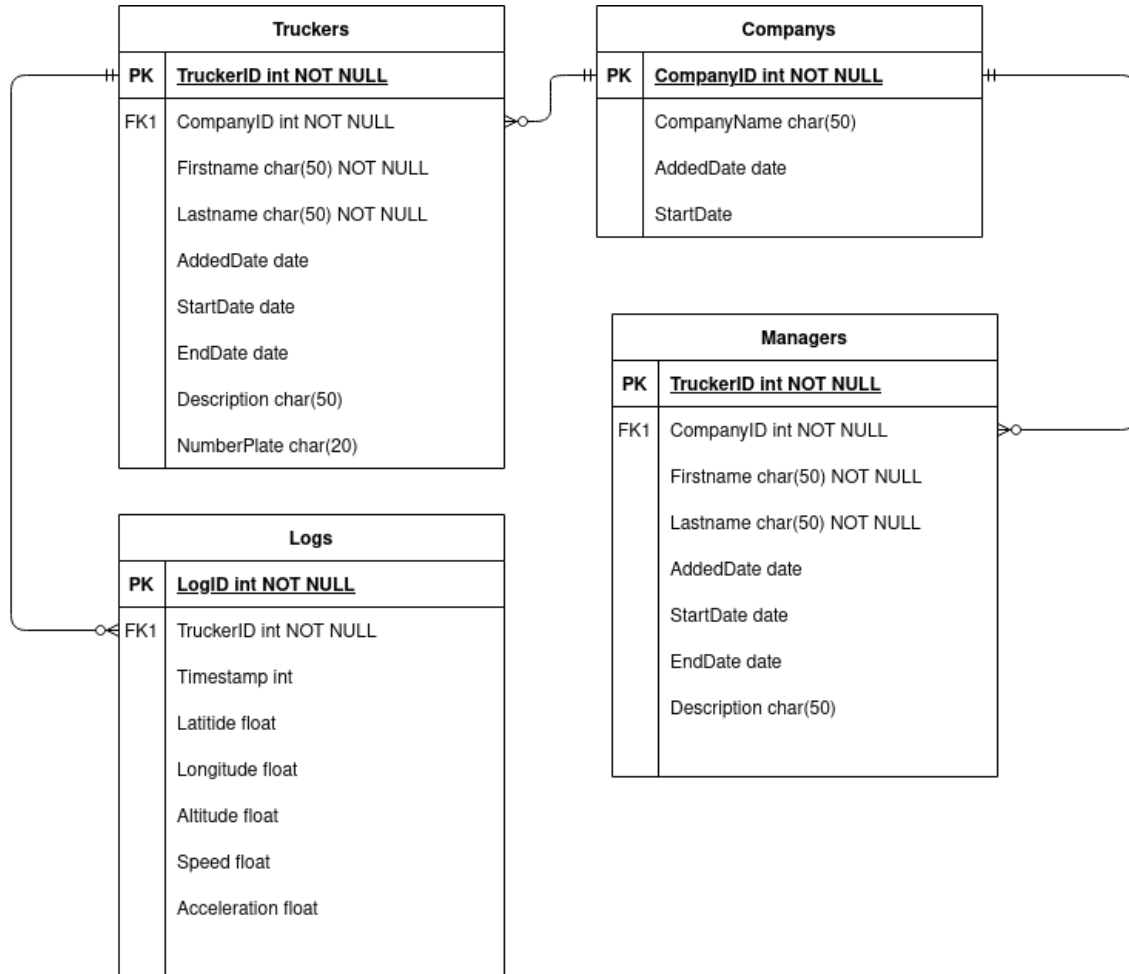 Truckers
PK TruckerID int NOT NULL
FK1 CompanyID int NOT NULL
Firstname char(50) NOT NULL
Lastname char(50) NOT NULL
AddedDate date
StartDate date
EndDate date
Description char(50)
NumberPlate char(20)
Companys
PK CompanyID int NOT NULL
CompanyName char(50)
AddedDate date
StartDate
Managers
PK TruckerID int NOT NULL
FK1 CompanyID int NOT NULL
Firstname char(50) NOT NULL
Lastname char(50) NOT NULL
AddedDate date
StartDate date
EndDate date
Description char(50)
Logs
PK LogID int NOT NULL
FK1 TruckerID int NOT NULL
Timestamp int
Latitide float
Longitude float
Altitude float
Speed float
Acceleration float